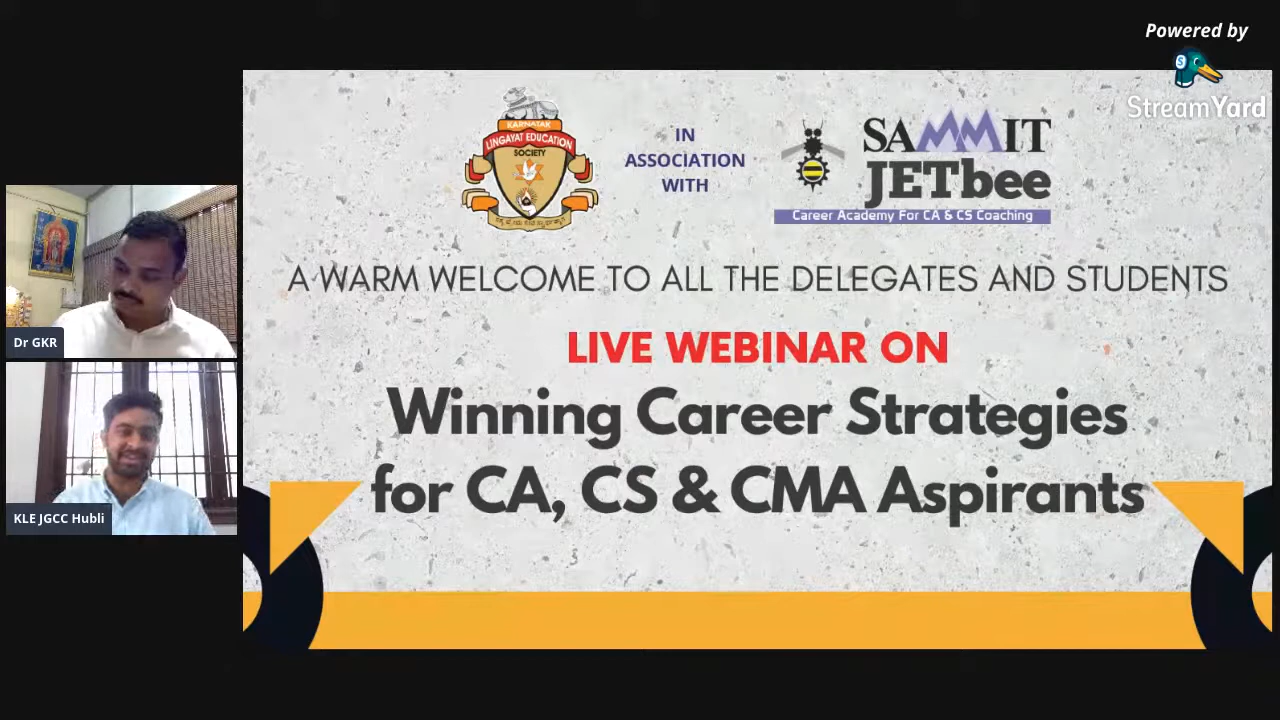 Powered by
StreamYard
KARNATAK
LINGAYAT EDUCATION
SOCIETY
IN
ASSOCIATION
WITH
SAMMIT
JETbee
Career Academy For CA & CS Coaching
A WARM WELCOME TO ALL THE DELEGATES AND STUDENTS
LIVE WEBINAR ON
Winning Career Strategies
for CA, CS & CMA Aspirants
Dr GKR
KLE JGCC Hubli